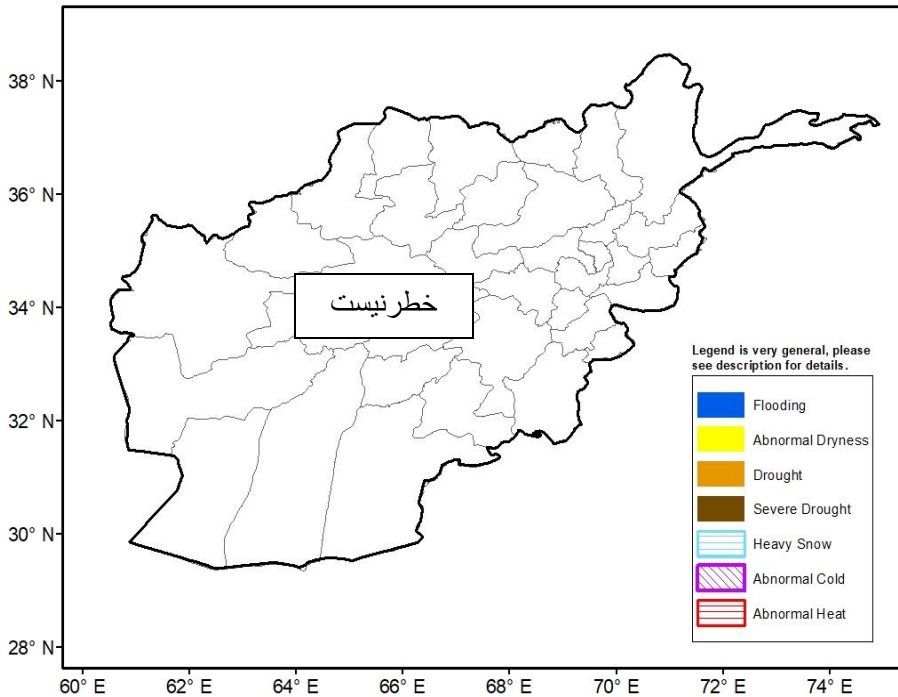 38° N
36° N
34° N
32° N
30° N
28° N
خطرنیست
Legend is very general, please
see description for details.
Flooding
Abnormal Dryness
Drought
Severe Drought
Heavy Snow
Abnormal Cold
Abnormal Heat
60° E 62° E 64° E 66° E 68° E 70° E 72° E 74° E